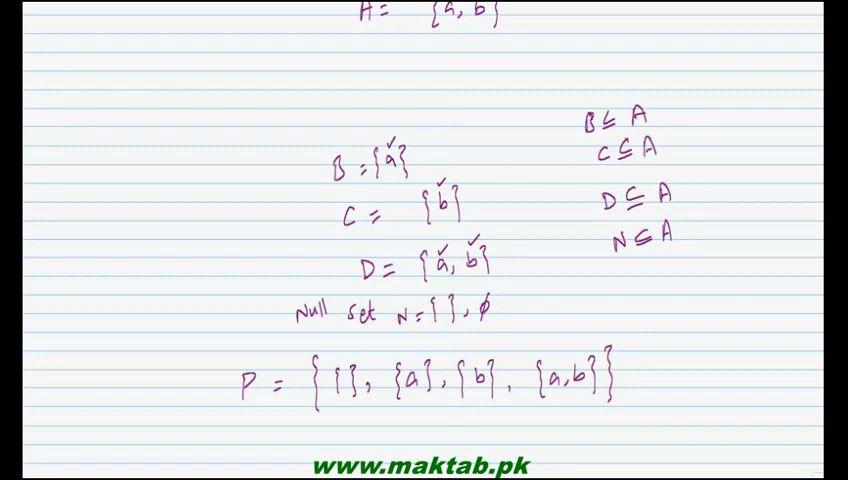 A = {a, b}
B ⊆ A
C ⊆ A
B = {a}
D ⊆ A
C = {b}
N ⊆ A
D = {a, b}
Null set N = { }, ϕ
P = { { }, {a}, {b}, {a,b} }
www.maktab.pk